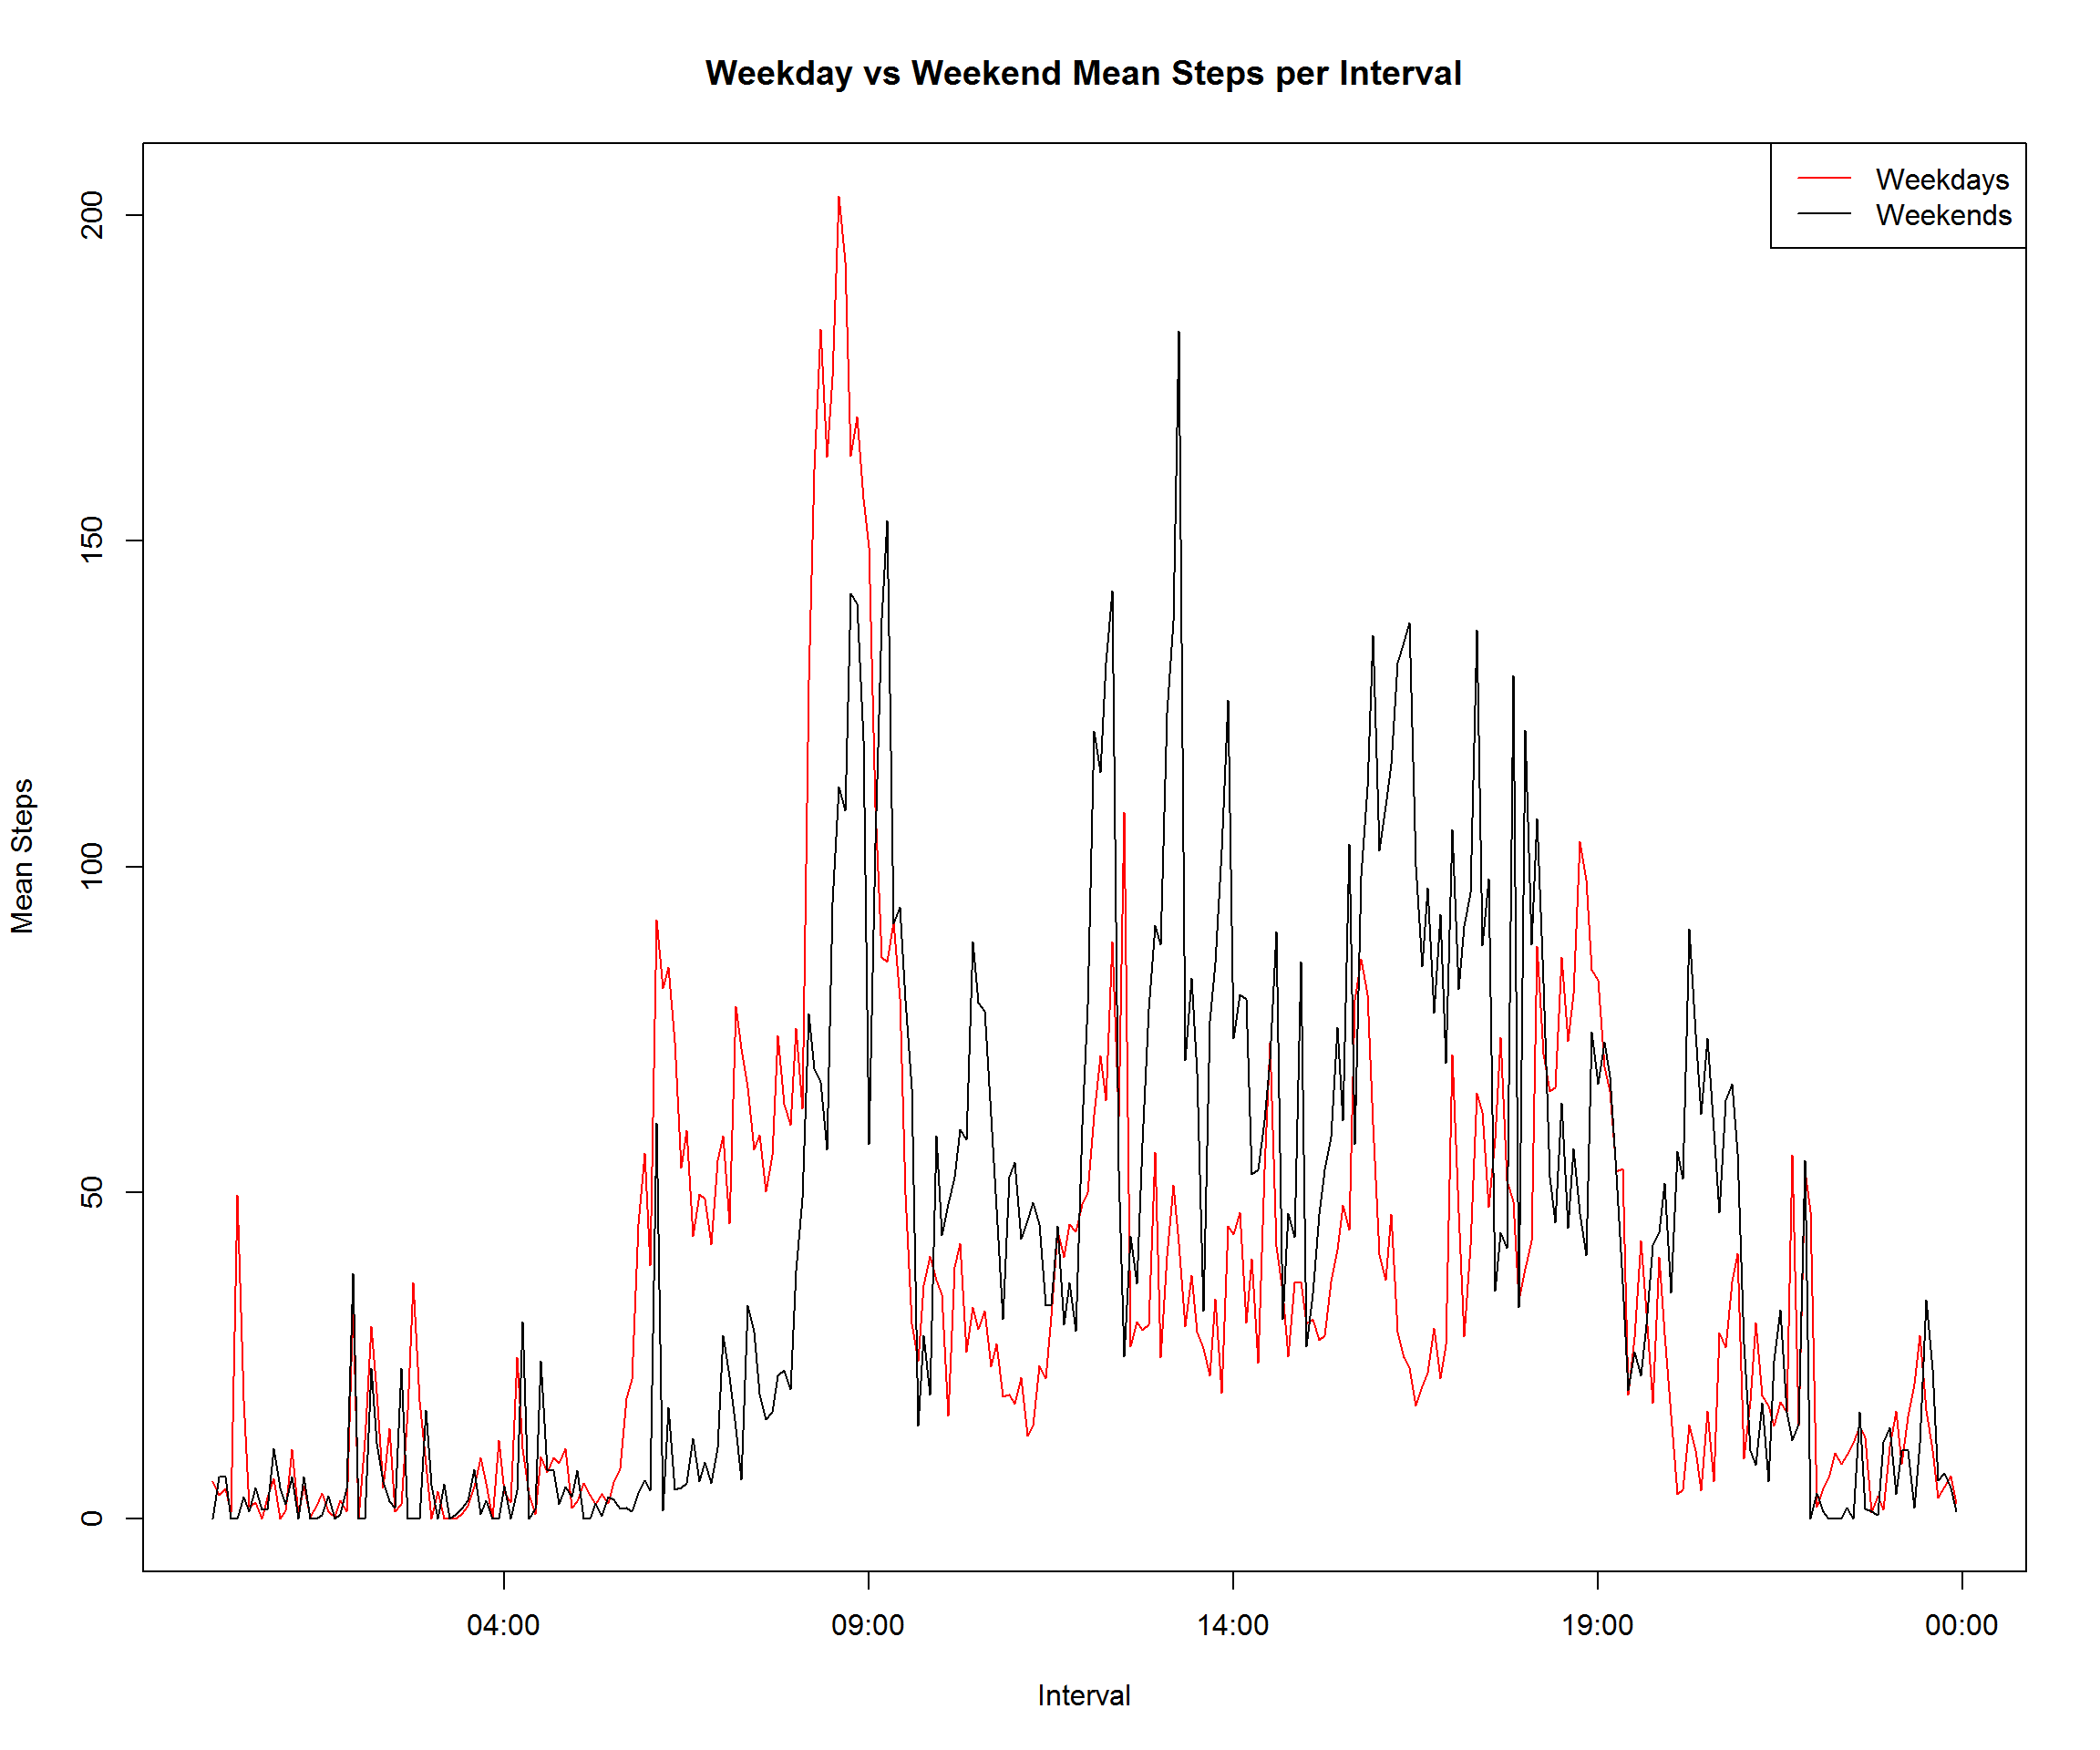 Weekday vs Weekend Mean Steps per Interval
Weekdays
Weekends
200
150
100
50
0
Mean Steps
04:00 09:00 14:00 19:00 00:00
Interval